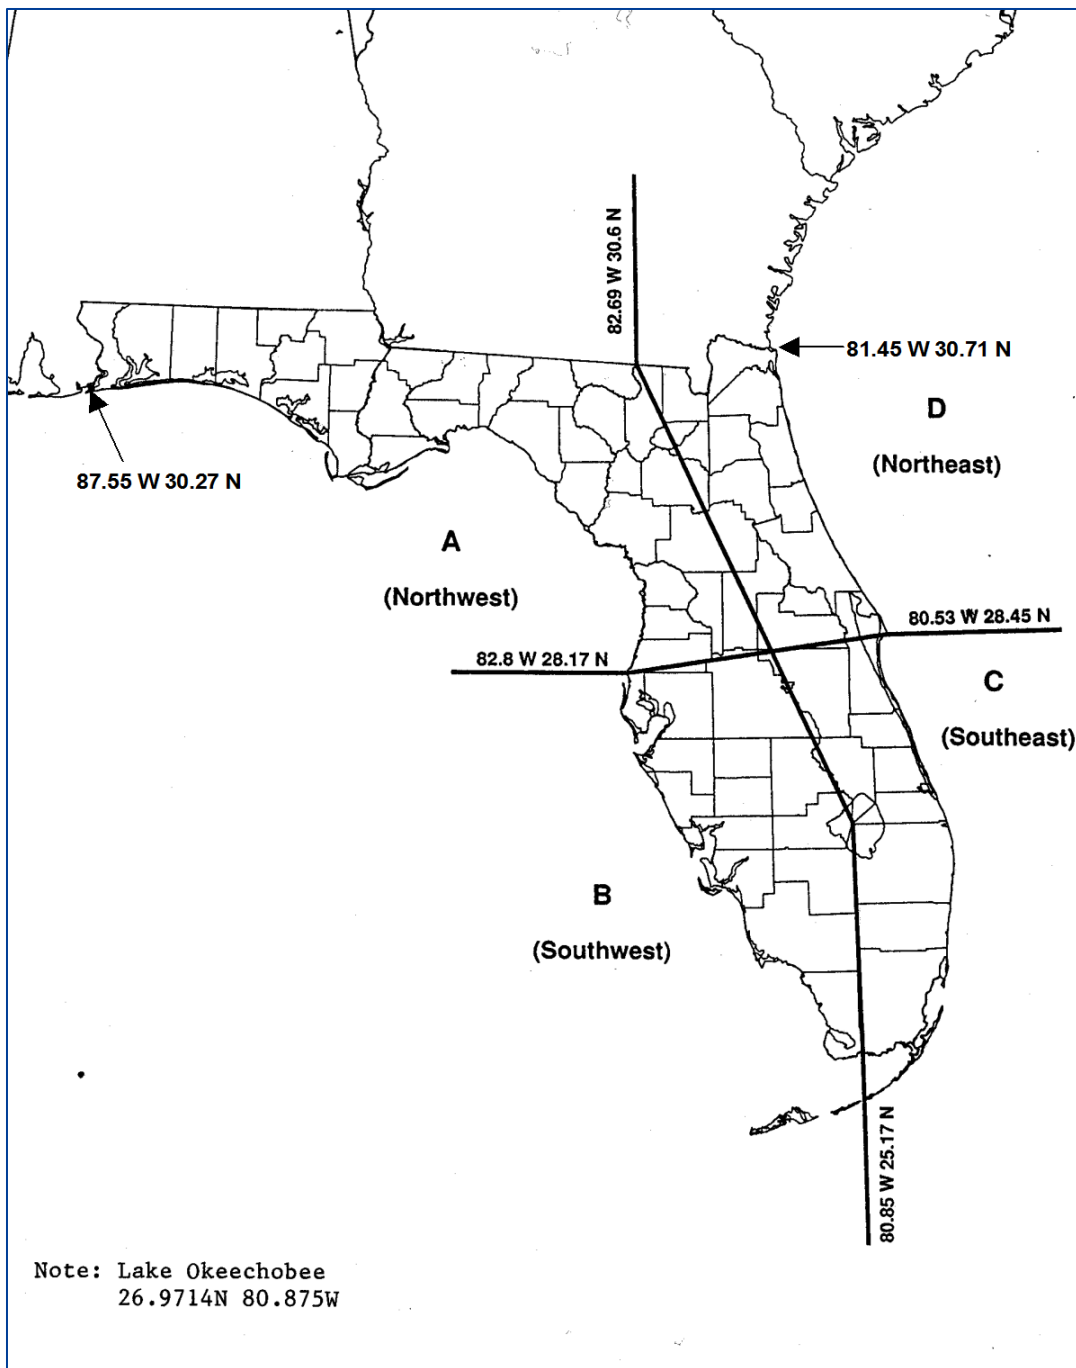 82.69 W 30.6 N
81.45 W 30.71 N
D
(Northeast)
87.55 W 30.27 N
A
(Northwest)
80.53 W 28.45 N
82.8 W 28.17 N
C
(Southeast)
B
(Southwest)
80.85 W 25.17 N
Note: Lake Okeechobee
26.9714N 80.875W